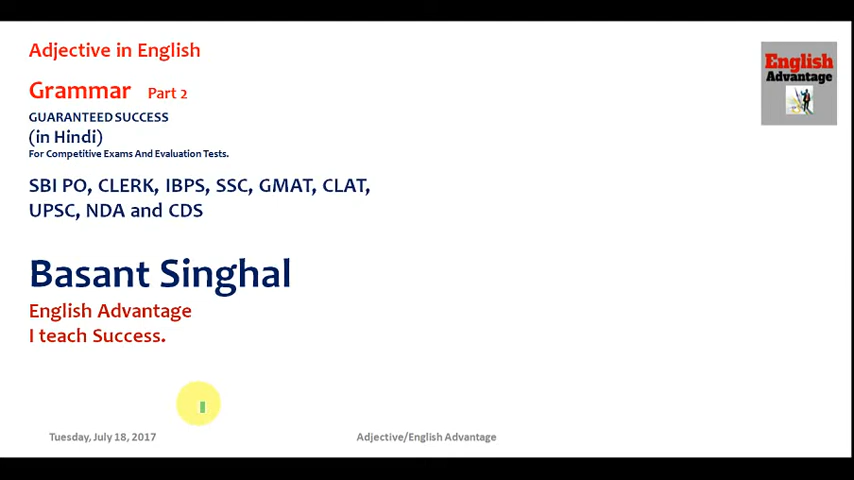 Adjective in English
Grammar Part 2
GUARANTEED SUCCESS
(in Hindi)
For Competitive Exams And Evaluation Tests.
SBI PO, CLERK, IBPS, SSC, GMAT, CLAT,
UPSC, NDA and CDS
Basant Singhal
English Advantage
I teach Success.
English
Advantage
Tuesday, July 18, 2017
Adjective/English Advantage